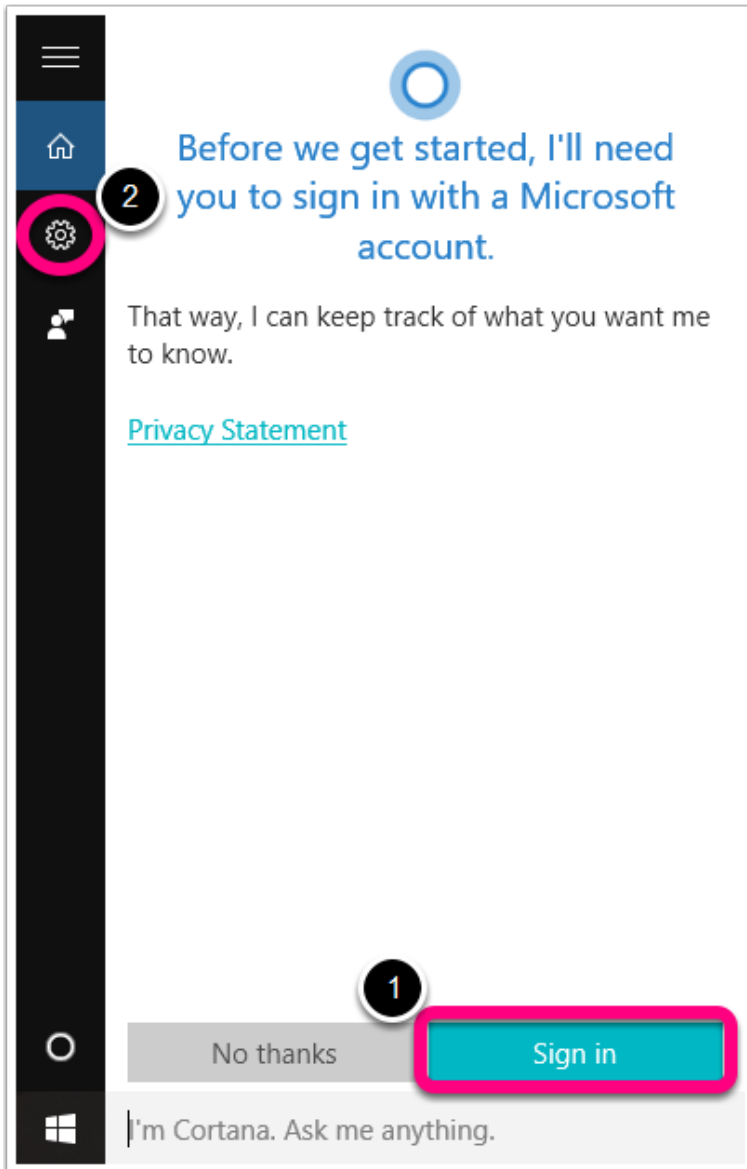 Before we get started, I'll need
2
you to sign in with a Microsoft
account.
That way, I can keep track of what you want me
to know.
Privacy Statement
1
No thanks
Sign in
I'm Cortana. Ask me anything.